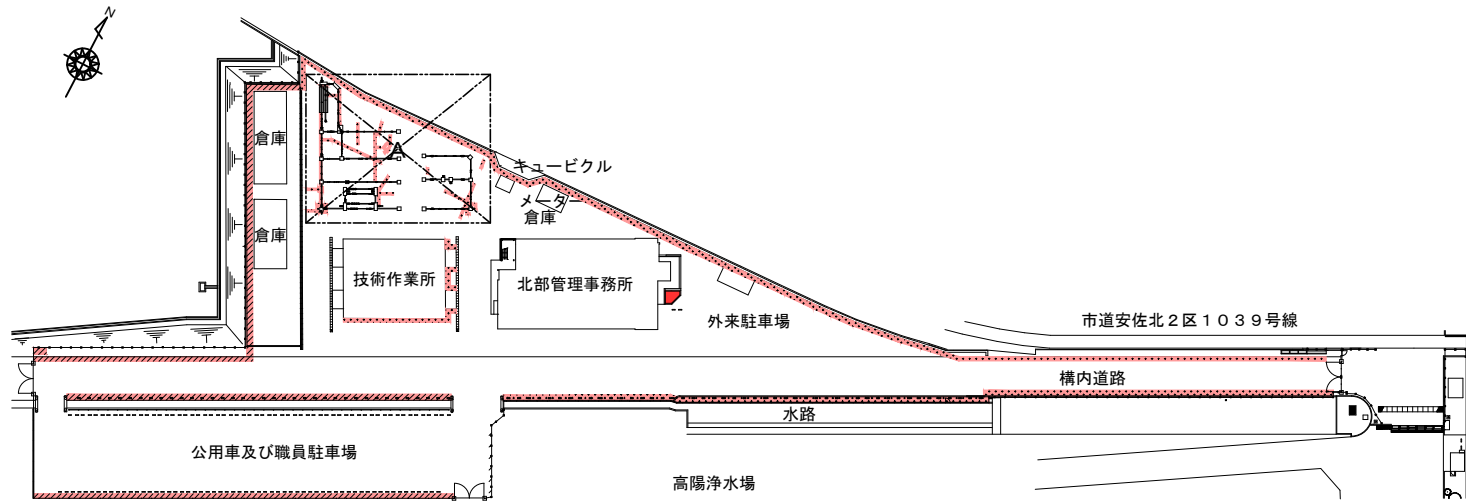 N
倉庫
A
キュービクル
メーター
倉庫
倉庫
技術作業所
北部管理事務所
外来駐車場
市道安佐北２区１０３９号線
構内道路
水路
公用車及び職員駐車場
高陽浄水場